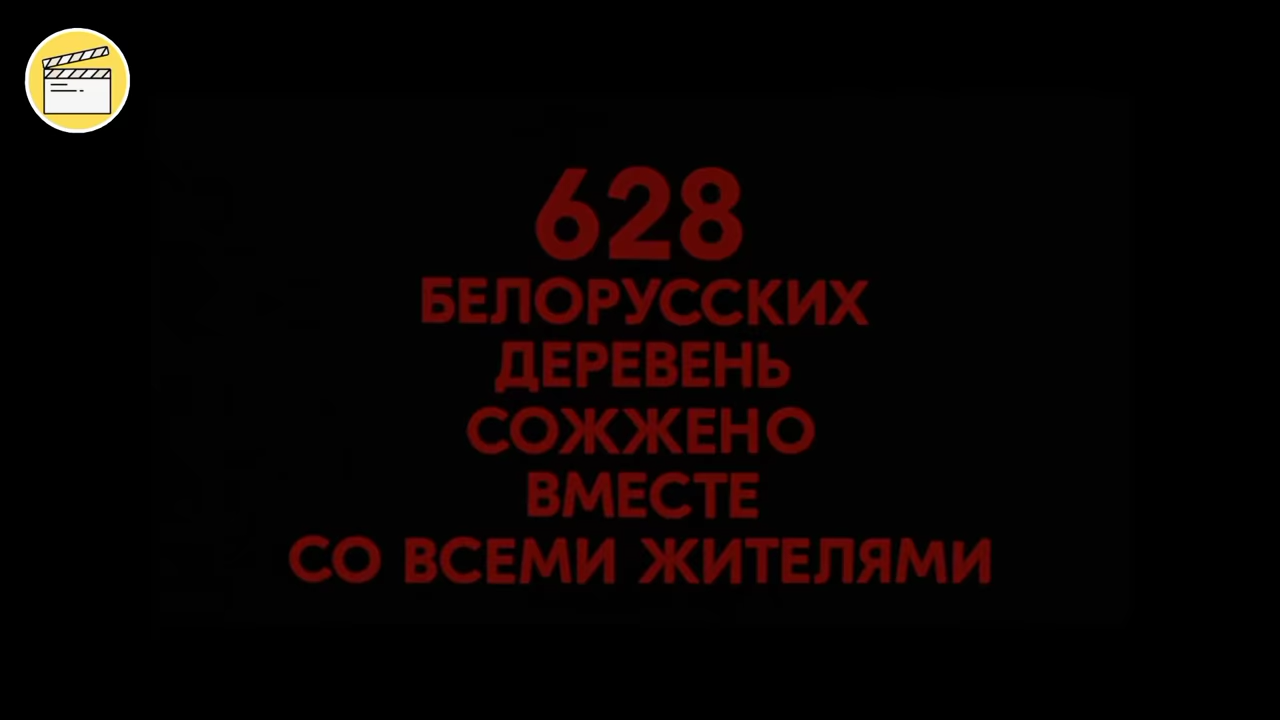 628
БЕЛОРУССКИХ
ДЕРЕВЕНЬ
СОЖЖЕНО
ВМЕСТЕ
СО ВСЕМИ ЖИТЕЛЯМИ